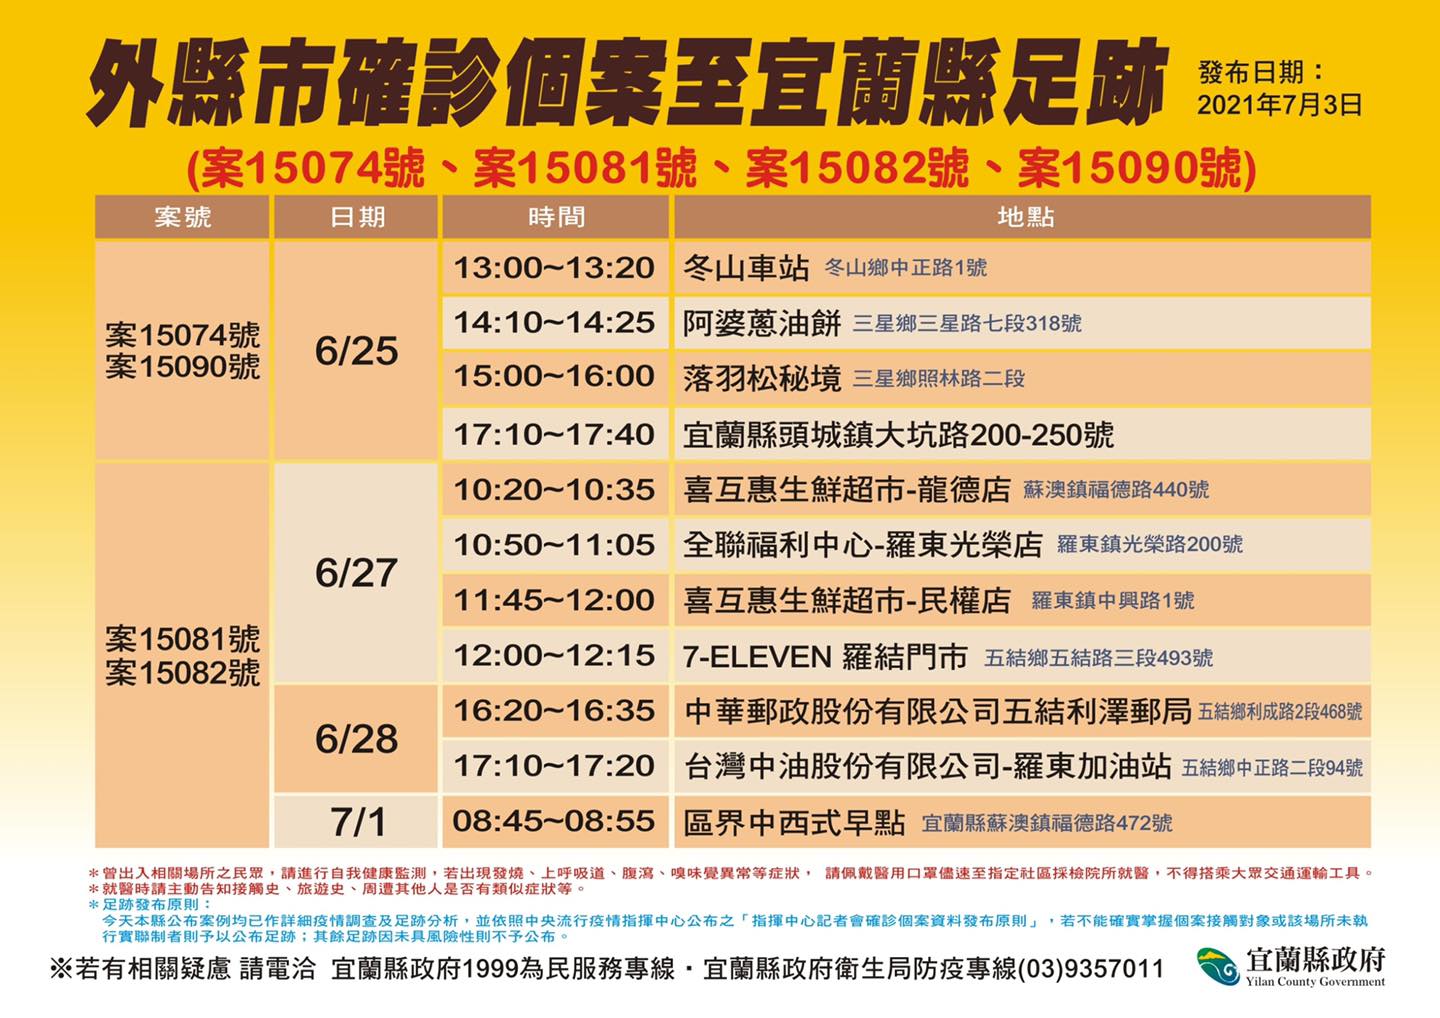 外縣市確診個案至宜蘭縣足跡
發布日期：
2021年7月3日
(案15074號、案15081號、案15082號、案15090號)
案號 日期 時間 地點
案15074號
案15090號
6/25
13:00~13:20 冬山車站 冬山鄉中正路1號
14:10~14:25 阿婆蔥油餅 三星鄉三星路七段318號
15:00~16:00 落羽松秘境 三星鄉照林路二段
17:10~17:40 宜蘭縣頭城鎮大坑路200-250號
案15081號
案15082號
6/27
10:20~10:35 喜互惠生鮮超市-龍德店 蘇澳鎮福德路440號
10:50~11:05 全聯福利中心-羅東光榮店 羅東鎮光榮路200號
11:45~12:00 喜互惠生鮮超市-民權店 羅東鎮中興路1號
12:00~12:15 7-ELEVEN 羅結門市 五結鄉五結路三段493號
6/28
16:20~16:35 中華郵政股份有限公司五結利澤郵局 五結鄉利成路2段468號
17:10~17:20 台灣中油股份有限公司-羅東加油站 五結鄉中正路二段94號
7/1
08:45~08:55 區界中西式早點 宜蘭縣蘇澳鎮福德路472號
＊曾出入相關場所之民眾，請進行自我健康監測，若出現發燒、上呼吸道、腹瀉、嗅味覺異常等症狀， 請佩戴醫用口罩儘速至指定社區採檢院所就醫，不得搭乘大眾交通運輸工具。
＊就醫時請主動告知接觸史、旅遊史、周遭其他人是否有類似症狀等。
＊足跡發布原則：
今天本縣公布案例均已作詳細疫情調查及足跡分析，並依照中央流行疫情指揮中心公布之「指揮中心記者會確診個案資料發布原則」，若不能確實掌握個案接觸對象或該場所未執
行實聯制者則予以公布足跡；其餘足跡因未具風險性則不予公布。
※若有相關疑慮 請電洽 宜蘭縣政府1999為民服務專線・宜蘭縣政府衛生局防疫專線(03)9357011
宜蘭縣政府
Yilan County Government